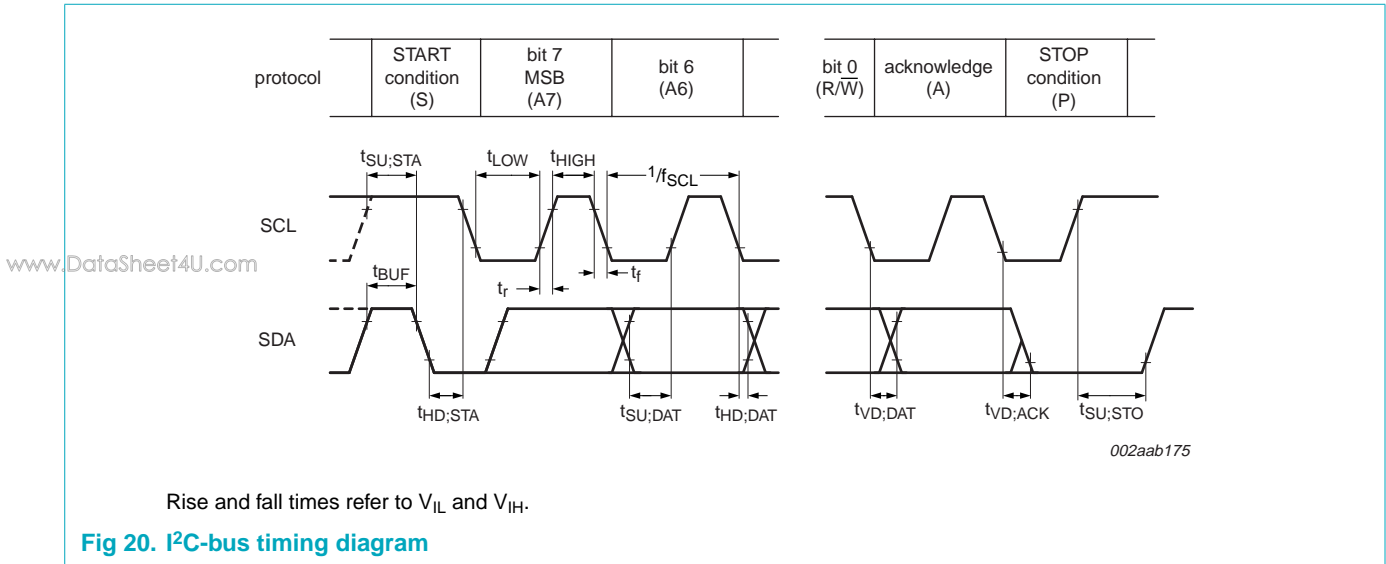 protocol
START
condition
(S)
bit 7
MSB
(A7)
bit 6
(A6)
bit 0
(R/W̅)
acknowledge
(A)
STOP
condition
(P)
tSU;STA
tLOW
tHIGH
1/fSCL
SCL
www.DataSheet4U.com
tBUF
tr
tf
SDA
tHD;STA
tSU;DAT
tHD;DAT
tVD;DAT
tVD;ACK
tSU;STO
002aab175
Rise and fall times refer to VIL and VIH.
Fig 20. I²C-bus timing diagram